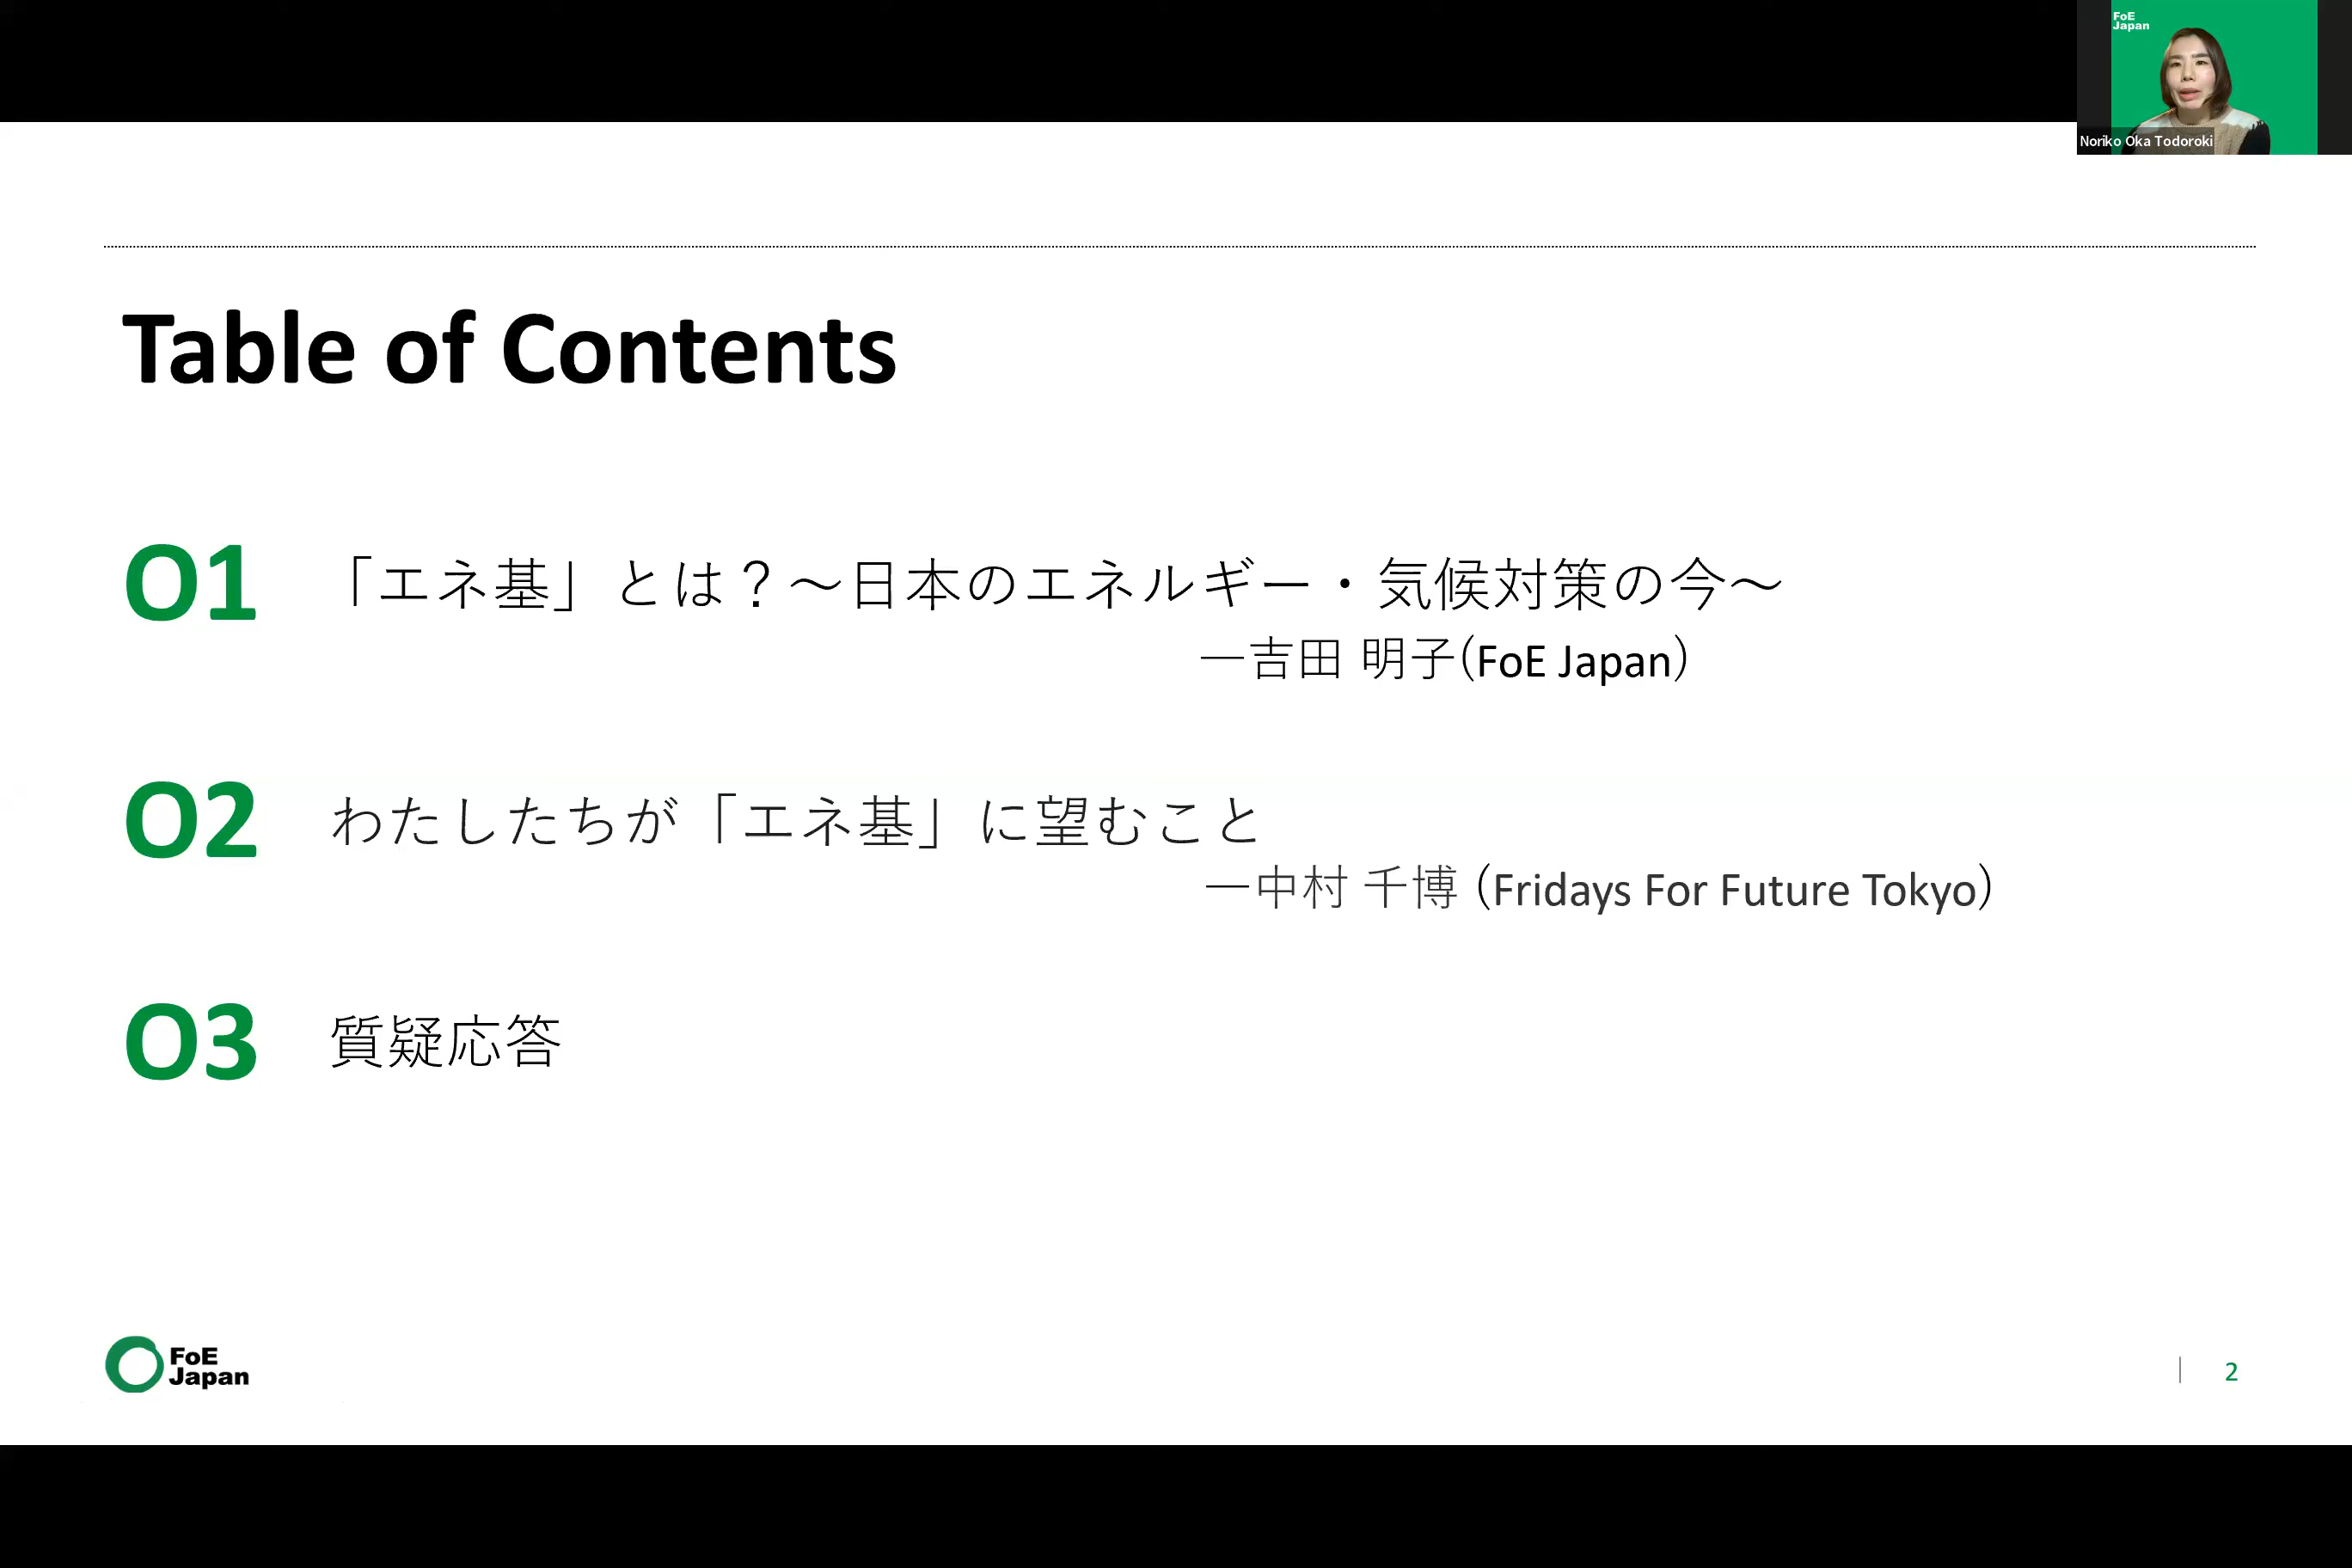 FoE
Japan
Noriko Oka Todoroki
Table of Contents
01 「エネ基」とは？～日本のエネルギー・気候対策の今～
―吉田 明子(FoE Japan)
02 わたしたちが「エネ基」に望むこと
―中村 千博 (Fridays For Future Tokyo)
03 質疑応答
FoE
Japan
2